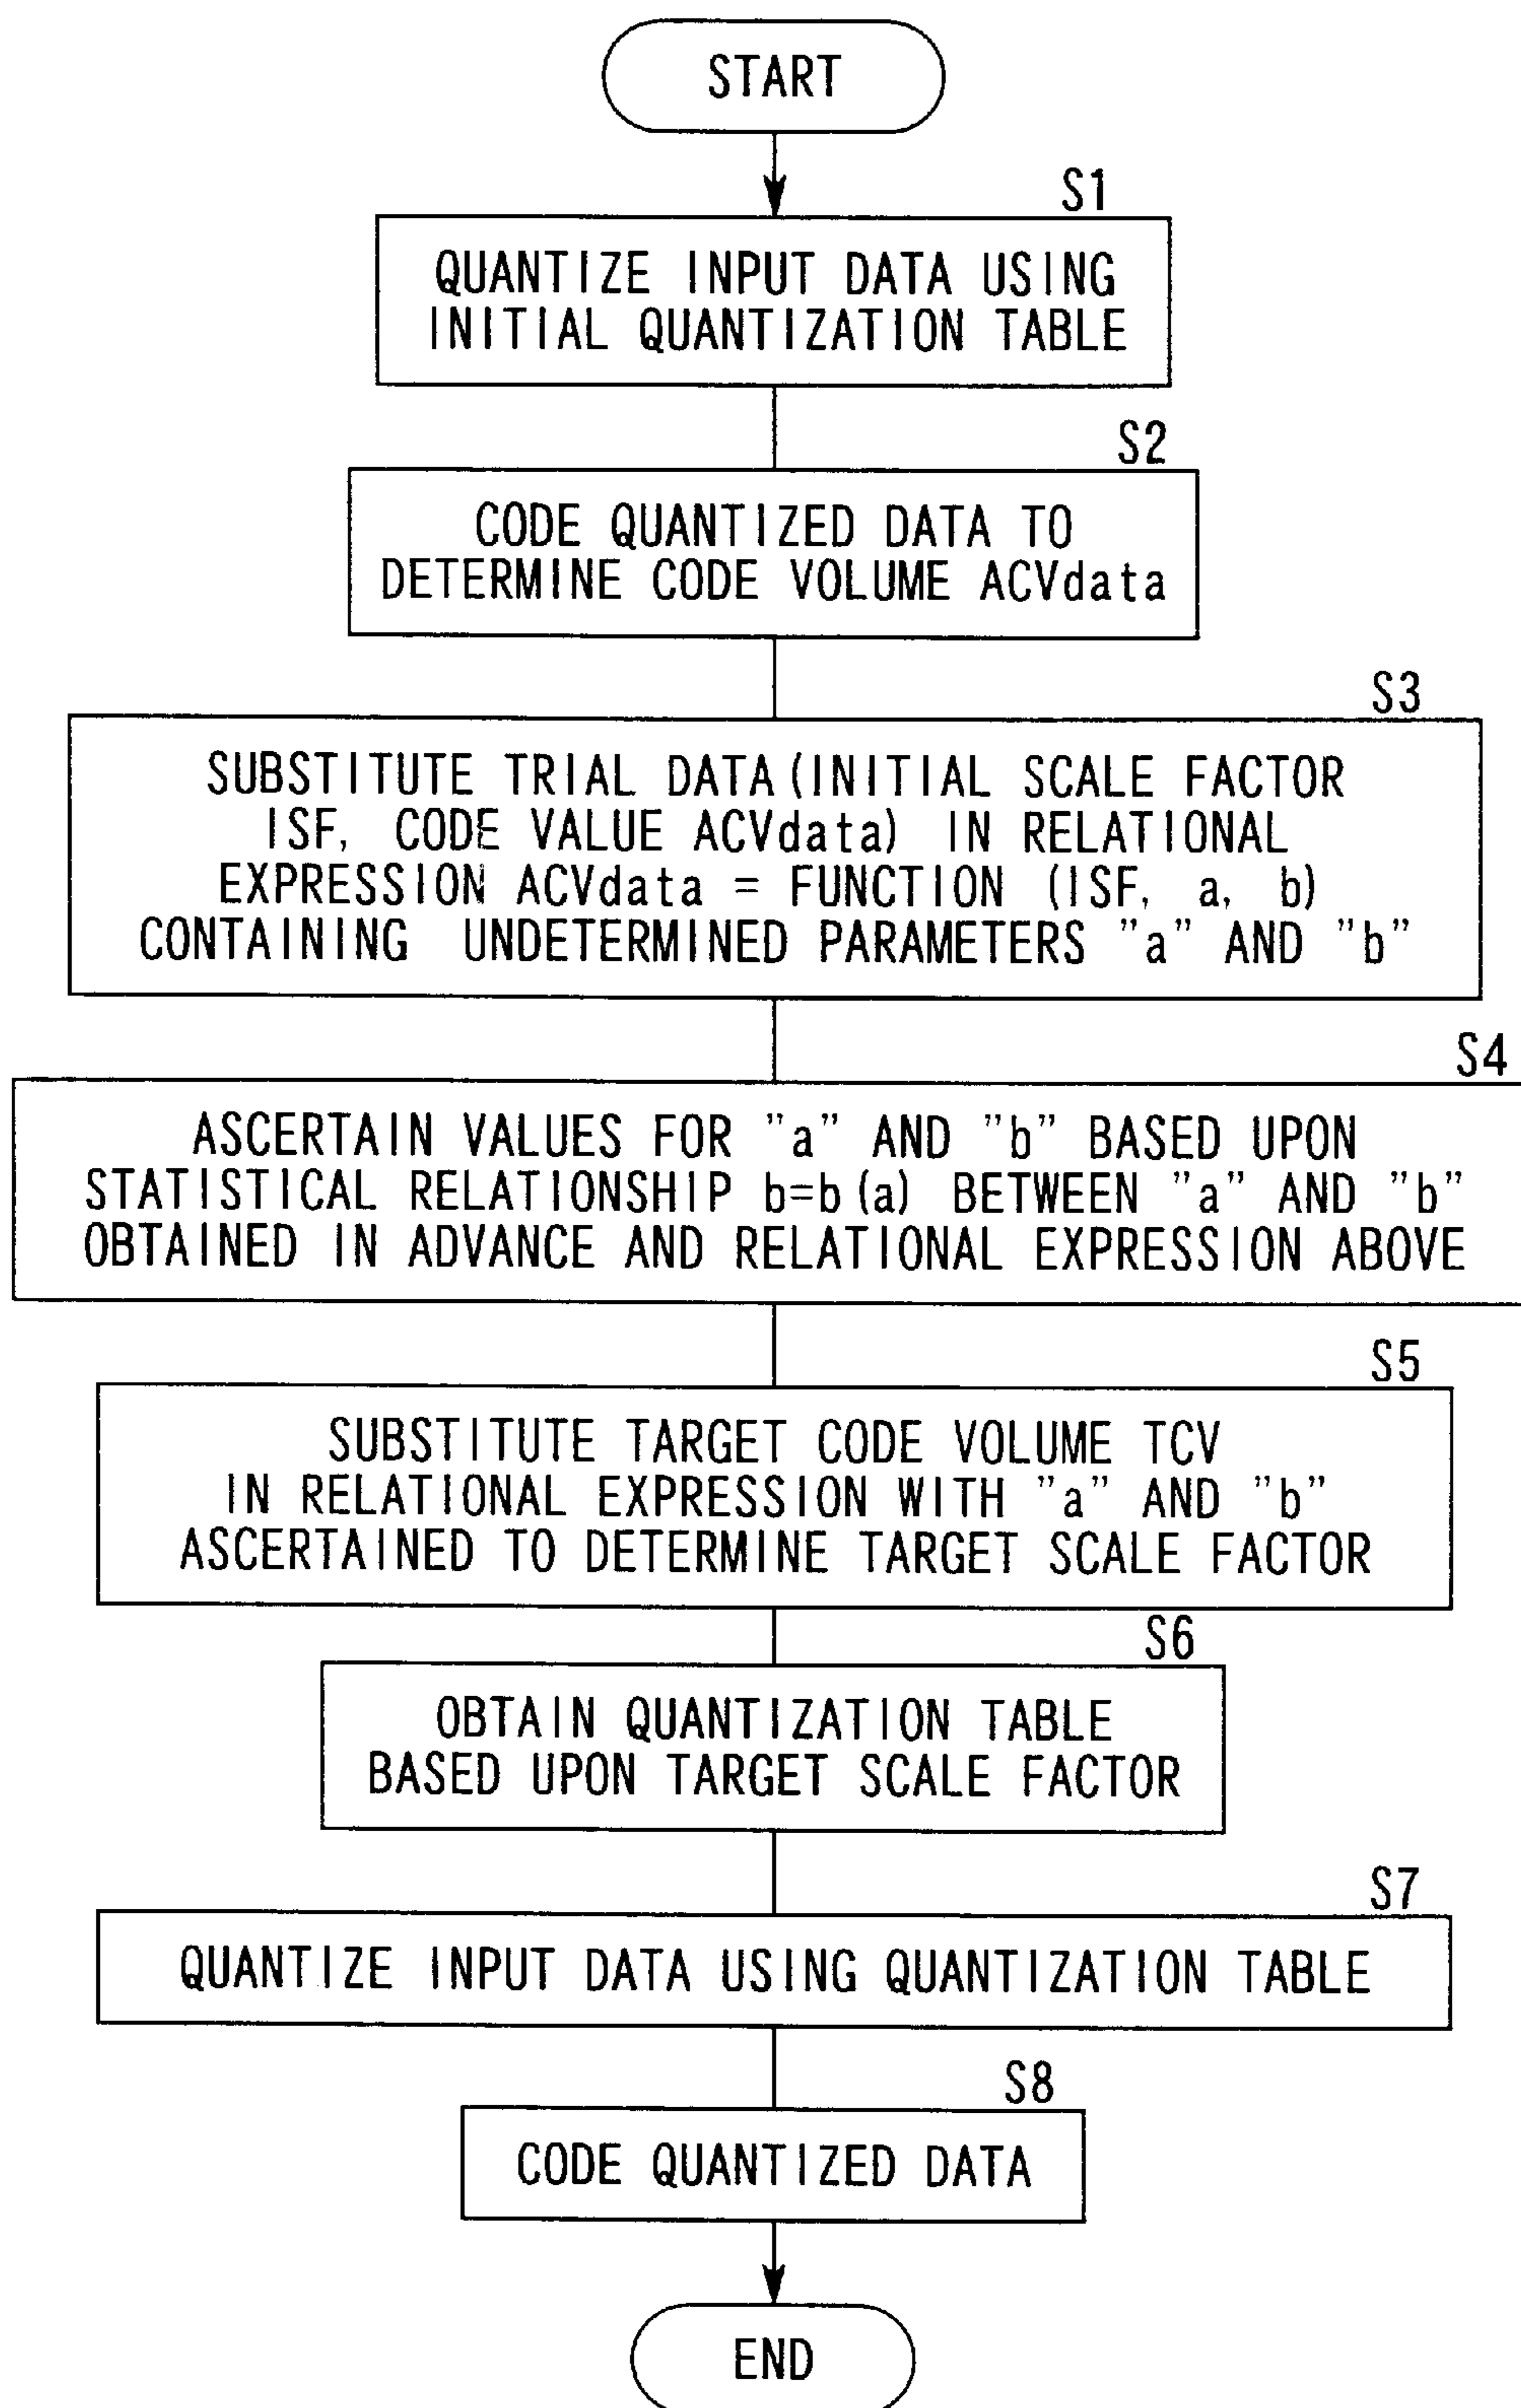 START
S1
QUANTIZE INPUT DATA USING
INITIAL QUANTIZATION TABLE
S2
CODE QUANTIZED DATA TO
DETERMINE CODE VOLUME ACVdata
S3
SUBSTITUTE TRIAL DATA(INITIAL SCALE FACTOR
ISF, CODE VALUE ACVdata) IN RELATIONAL
EXPRESSION ACVdata = FUNCTION (ISF, a, b)
CONTAINING UNDETERMINED PARAMETERS "a" AND "b"
S4
ASCERTAIN VALUES FOR "a" AND "b" BASED UPON
STATISTICAL RELATIONSHIP b=b(a) BETWEEN "a" AND "b"
OBTAINED IN ADVANCE AND RELATIONAL EXPRESSION ABOVE
S5
SUBSTITUTE TARGET CODE VOLUME TCV
IN RELATIONAL EXPRESSION WITH "a" AND "b"
ASCERTAINED TO DETERMINE TARGET SCALE FACTOR
S6
OBTAIN QUANTIZATION TABLE
BASED UPON TARGET SCALE FACTOR
S7
QUANTIZE INPUT DATA USING QUANTIZATION TABLE
S8
CODE QUANTIZED DATA
END